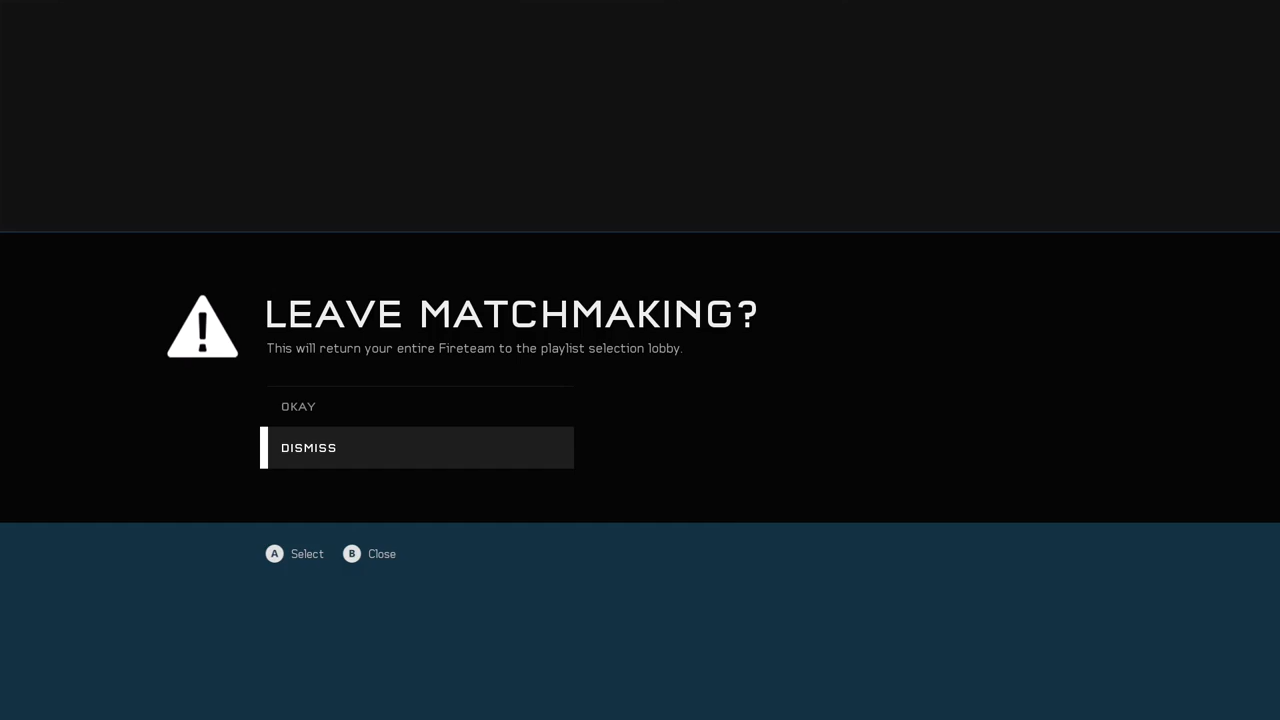 LEAVE MATCHMAKING?
This will return your entire Fireteam to the playlist selection lobby.
OKAY
DISMISS
A Select B Close